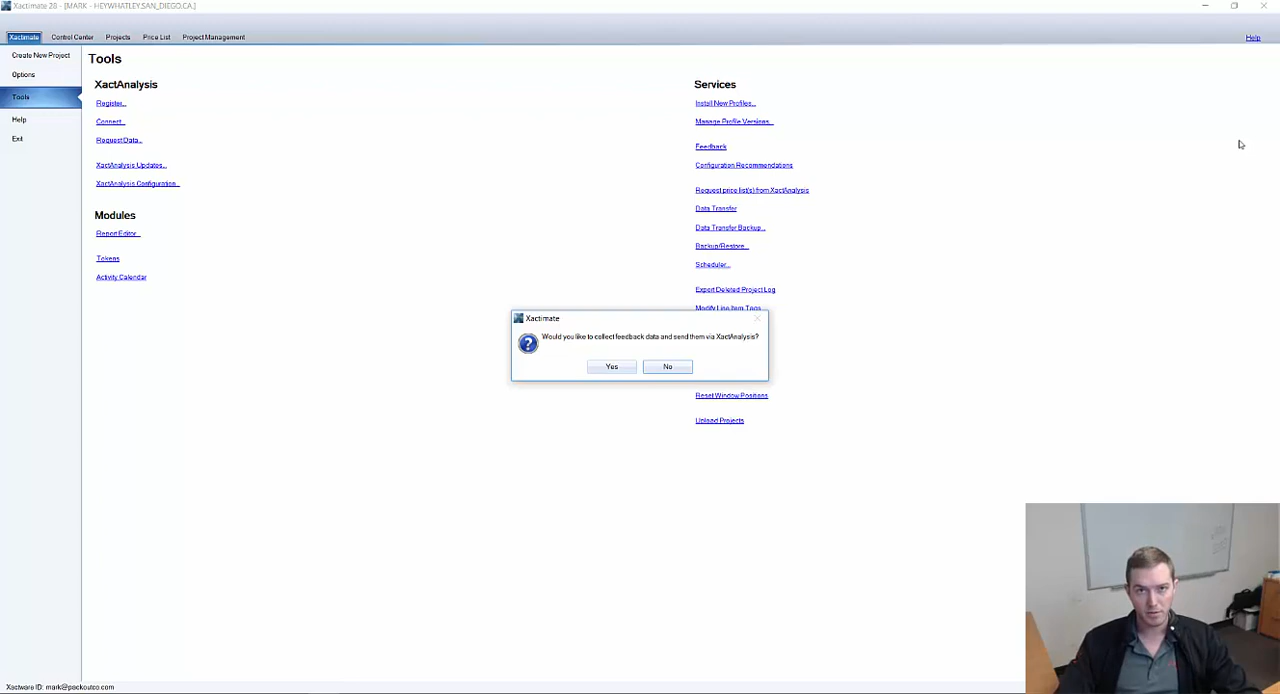 Xactimate 28 - [MARK - HEYWHATLEY.SAN_DIEGO.CA.]
Xactimate Control Center Projects Price List Project Management Help
Create New Project
Options
Tools
Help
Exit
Tools
XactAnalysis
Register...
Connect...
Request Data...
XactAnalysis Updates...
XactAnalysis Configuration...
Modules
Report Editor...
Tokens
Activity Calendar
Services
Install New Profiles...
Manage Profile Versions...
Feedback
Configuration Recommendations
Request price list(s) from XactAnalysis
Data Transfer
Data Transfer Backup...
Backup/Restore...
Scheduler...
Export Deleted Project Log
Modify Line Item Tags...
Xactimate
Would you like to collect feedback data and send them via XactAnalysis?
Yes No
Reset Window Positions
Upload Projects
Xactware ID: mark@packoutco.com